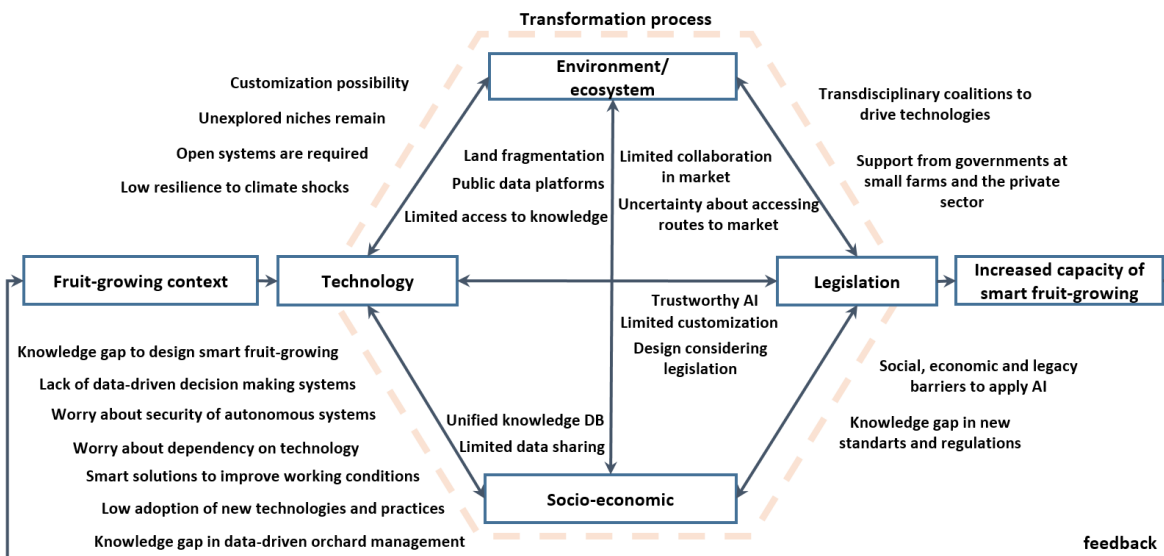 Transformation process
Environment/
ecosystem
Customization possibility
Unexplored niches remain
Open systems are required
Low resilience to climate shocks
Transdisciplinary coalitions to
drive technologies
Support from governments at
small farms and the private
sector
Land fragmentation
Public data platforms
Limited access to knowledge
Limited collaboration
in market
Uncertainty about accessing
routes to market
Fruit-growing context
Technology
Legislation
Increased capacity of
smart fruit-growing
Trustworthy AI
Limited customization
Design considering
legislation
Knowledge gap to design smart fruit-growing
Lack of data-driven decision making systems
Worry about security of autonomous systems
Worry about dependency on technology
Smart solutions to improve working conditions
Low adoption of new technologies and practices
Knowledge gap in data-driven orchard management
Unified knowledge DB
Limited data sharing
Social, economic and legacy
barriers to apply AI
Knowledge gap in new
standarts and regulations
Socio-economic
feedback